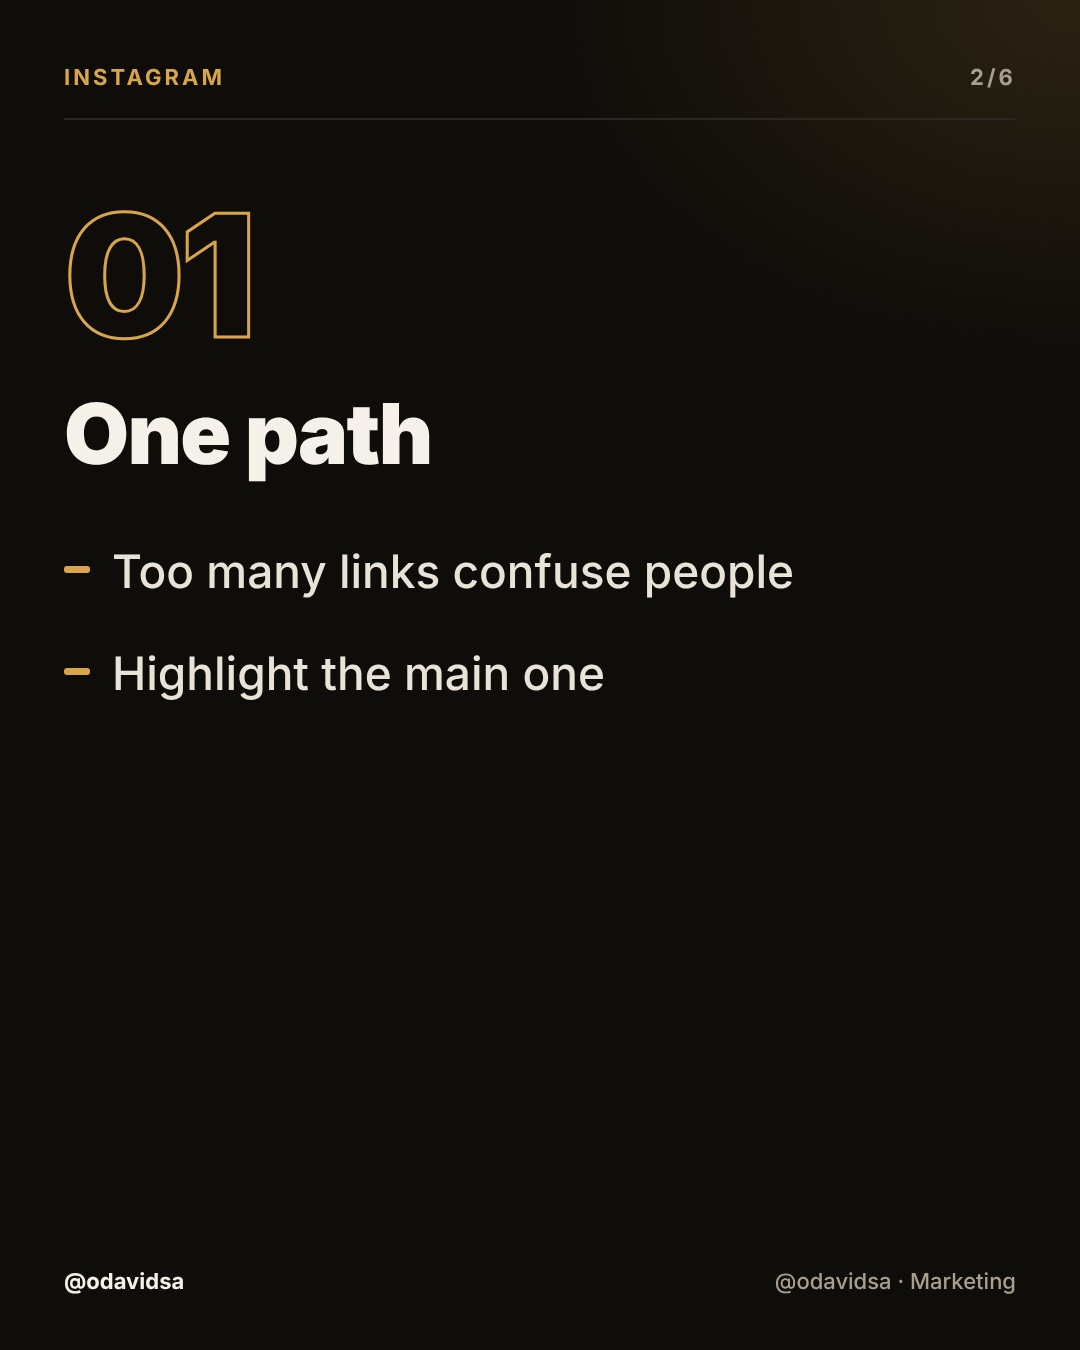 INSTAGRAM
2/6
01
One path
Too many links confuse people
Highlight the main one
@odavidsa
@odavidsa · Marketing